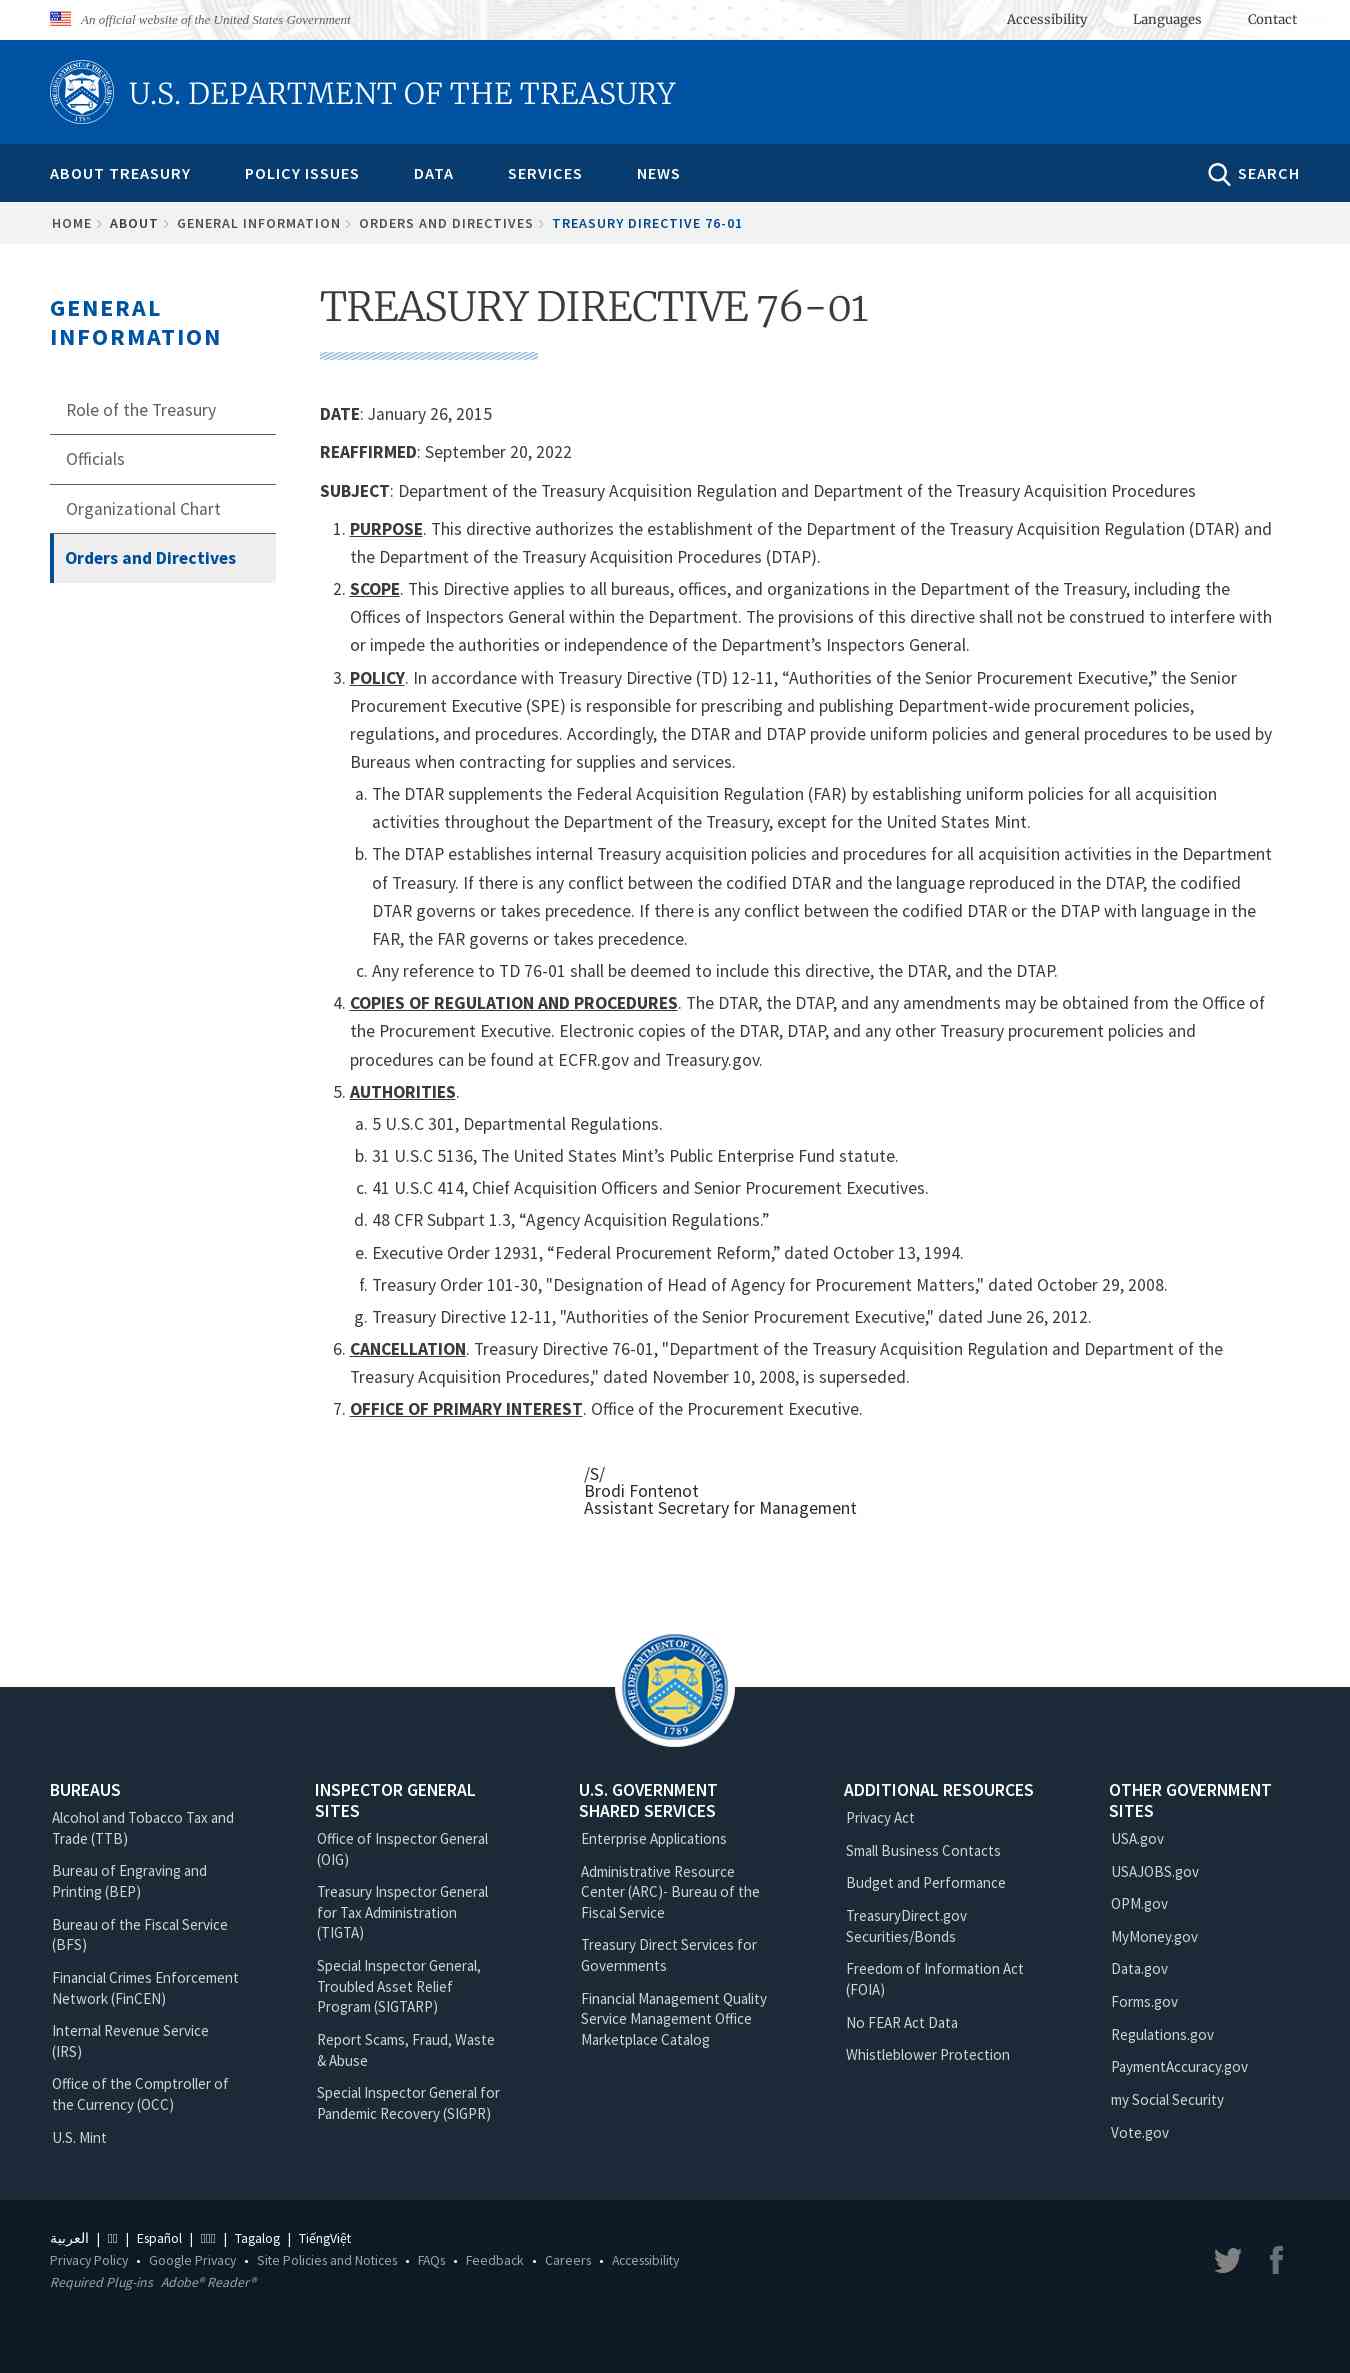 An official website of the United States Government
Accessibility Languages Contact
U.S. DEPARTMENT OF THE TREASURY
ABOUT TREASURY POLICY ISSUES DATA SERVICES NEWS SEARCH
HOME ABOUT GENERAL INFORMATION ORDERS AND DIRECTIVES TREASURY DIRECTIVE 76-01
GENERAL
INFORMATION
Role of the Treasury
Officials
Organizational Chart
Orders and Directives
TREASURY DIRECTIVE 76-01
DATE: January 26, 2015
REAFFIRMED: September 20, 2022
SUBJECT: Department of the Treasury Acquisition Regulation and Department of the Treasury Acquisition Procedures
1. PURPOSE. This directive authorizes the establishment of the Department of the Treasury Acquisition Regulation (DTAR) and
the Department of the Treasury Acquisition Procedures (DTAP).
2. SCOPE. This Directive applies to all bureaus, offices, and organizations in the Department of the Treasury, including the
Offices of Inspectors General within the Department. The provisions of this directive shall not be construed to interfere with
or impede the authorities or independence of the Department’s Inspectors General.
3. POLICY. In accordance with Treasury Directive (TD) 12-11, “Authorities of the Senior Procurement Executive,” the Senior
Procurement Executive (SPE) is responsible for prescribing and publishing Department-wide procurement policies,
regulations, and procedures. Accordingly, the DTAR and DTAP provide uniform policies and general procedures to be used by
Bureaus when contracting for supplies and services.
a. The DTAR supplements the Federal Acquisition Regulation (FAR) by establishing uniform policies for all acquisition
activities throughout the Department of the Treasury, except for the United States Mint.
b. The DTAP establishes internal Treasury acquisition policies and procedures for all acquisition activities in the Department
of Treasury. If there is any conflict between the codified DTAR and the language reproduced in the DTAP, the codified
DTAR governs or takes precedence. If there is any conflict between the codified DTAR or the DTAP with language in the
FAR, the FAR governs or takes precedence.
c. Any reference to TD 76-01 shall be deemed to include this directive, the DTAR, and the DTAP.
4. COPIES OF REGULATION AND PROCEDURES. The DTAR, the DTAP, and any amendments may be obtained from the Office of
the Procurement Executive. Electronic copies of the DTAR, DTAP, and any other Treasury procurement policies and
procedures can be found at ECFR.gov and Treasury.gov.
5. AUTHORITIES.
a. 5 U.S.C 301, Departmental Regulations.
b. 31 U.S.C 5136, The United States Mint’s Public Enterprise Fund statute.
c. 41 U.S.C 414, Chief Acquisition Officers and Senior Procurement Executives.
d. 48 CFR Subpart 1.3, “Agency Acquisition Regulations.”
e. Executive Order 12931, “Federal Procurement Reform,” dated October 13, 1994.
f. Treasury Order 101-30, "Designation of Head of Agency for Procurement Matters," dated October 29, 2008.
g. Treasury Directive 12-11, "Authorities of the Senior Procurement Executive," dated June 26, 2012.
6. CANCELLATION. Treasury Directive 76-01, "Department of the Treasury Acquisition Regulation and Department of the
Treasury Acquisition Procedures," dated November 10, 2008, is superseded.
7. OFFICE OF PRIMARY INTEREST. Office of the Procurement Executive.
/S/
Brodi Fontenot
Assistant Secretary for Management
THE DEPARTMENT OF THE TREASURY
1789
BUREAUS
Alcohol and Tobacco Tax and
Trade (TTB)
Bureau of Engraving and
Printing (BEP)
Bureau of the Fiscal Service
(BFS)
Financial Crimes Enforcement
Network (FinCEN)
Internal Revenue Service
(IRS)
Office of the Comptroller of
the Currency (OCC)
U.S. Mint
INSPECTOR GENERAL
SITES
Office of Inspector General
(OIG)
Treasury Inspector General
for Tax Administration
(TIGTA)
Special Inspector General,
Troubled Asset Relief
Program (SIGTARP)
Report Scams, Fraud, Waste
& Abuse
Special Inspector General for
Pandemic Recovery (SIGPR)
U.S. GOVERNMENT
SHARED SERVICES
Enterprise Applications
Administrative Resource
Center (ARC)- Bureau of the
Fiscal Service
Treasury Direct Services for
Governments
Financial Management Quality
Service Management Office
Marketplace Catalog
ADDITIONAL RESOURCES
Privacy Act
Small Business Contacts
Budget and Performance
TreasuryDirect.gov
Securities/Bonds
Freedom of Information Act
(FOIA)
No FEAR Act Data
Whistleblower Protection
OTHER GOVERNMENT
SITES
USA.gov
USAJOBS.gov
OPM.gov
MyMoney.gov
Data.gov
Forms.gov
Regulations.gov
PaymentAccuracy.gov
my Social Security
Vote.gov
العربية | | Español | | Tagalog | TiếngViệt
Privacy Policy • Google Privacy • Site Policies and Notices • FAQs • Feedback • Careers • Accessibility
Required Plug-ins Adobe® Reader®